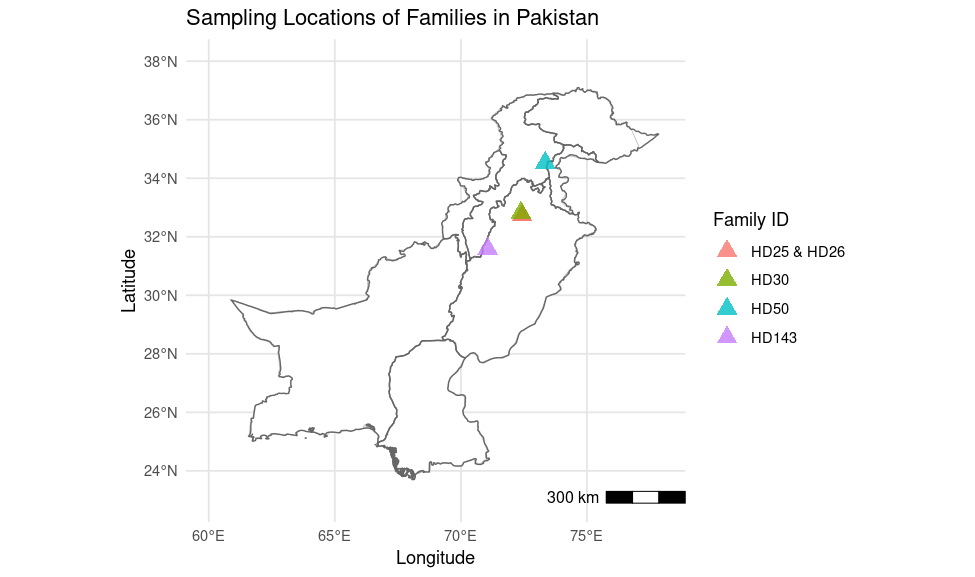 Sampling Locations of Families in Pakistan
38°N
36°N
34°N
32°N
30°N
28°N
26°N
24°N
Latitude
60°E
65°E
70°E
75°E
Longitude
300 km
Family ID
HD25 & HD26
HD30
HD50
HD143